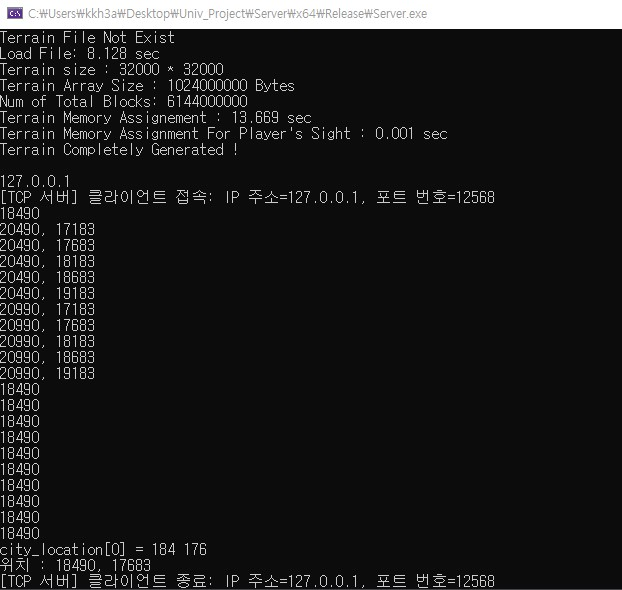 C:\Users\kkh3a\Desktop\Univ_Project\Server\x64\Release\Server.exe
Terrain File Not Exist
Load File: 8.128 sec
Terrain size : 32000 * 32000
Terrain Array Size : 1024000000 Bytes
Num of Total Blocks: 6144000000
Terrain Memory Assignement : 13.669 sec
Terrain Memory Assignment For Player's Sight : 0.001 sec
Terrain Completely Generated !
127.0.0.1
[TCP 서버] 클라이언트 접속: IP 주소=127.0.0.1, 포트 번호=12568
18490
20490, 17183
20490, 17683
20490, 18183
20490, 18683
20490, 19183
20990, 17183
20990, 17683
20990, 18183
20990, 18683
20990, 19183
18490
18490
18490
18490
18490
18490
18490
18490
18490
18490
city_location[0] = 184 176
위치 : 18490, 17683
[TCP 서버] 클라이언트 종료: IP 주소=127.0.0.1, 포트 번호=12568